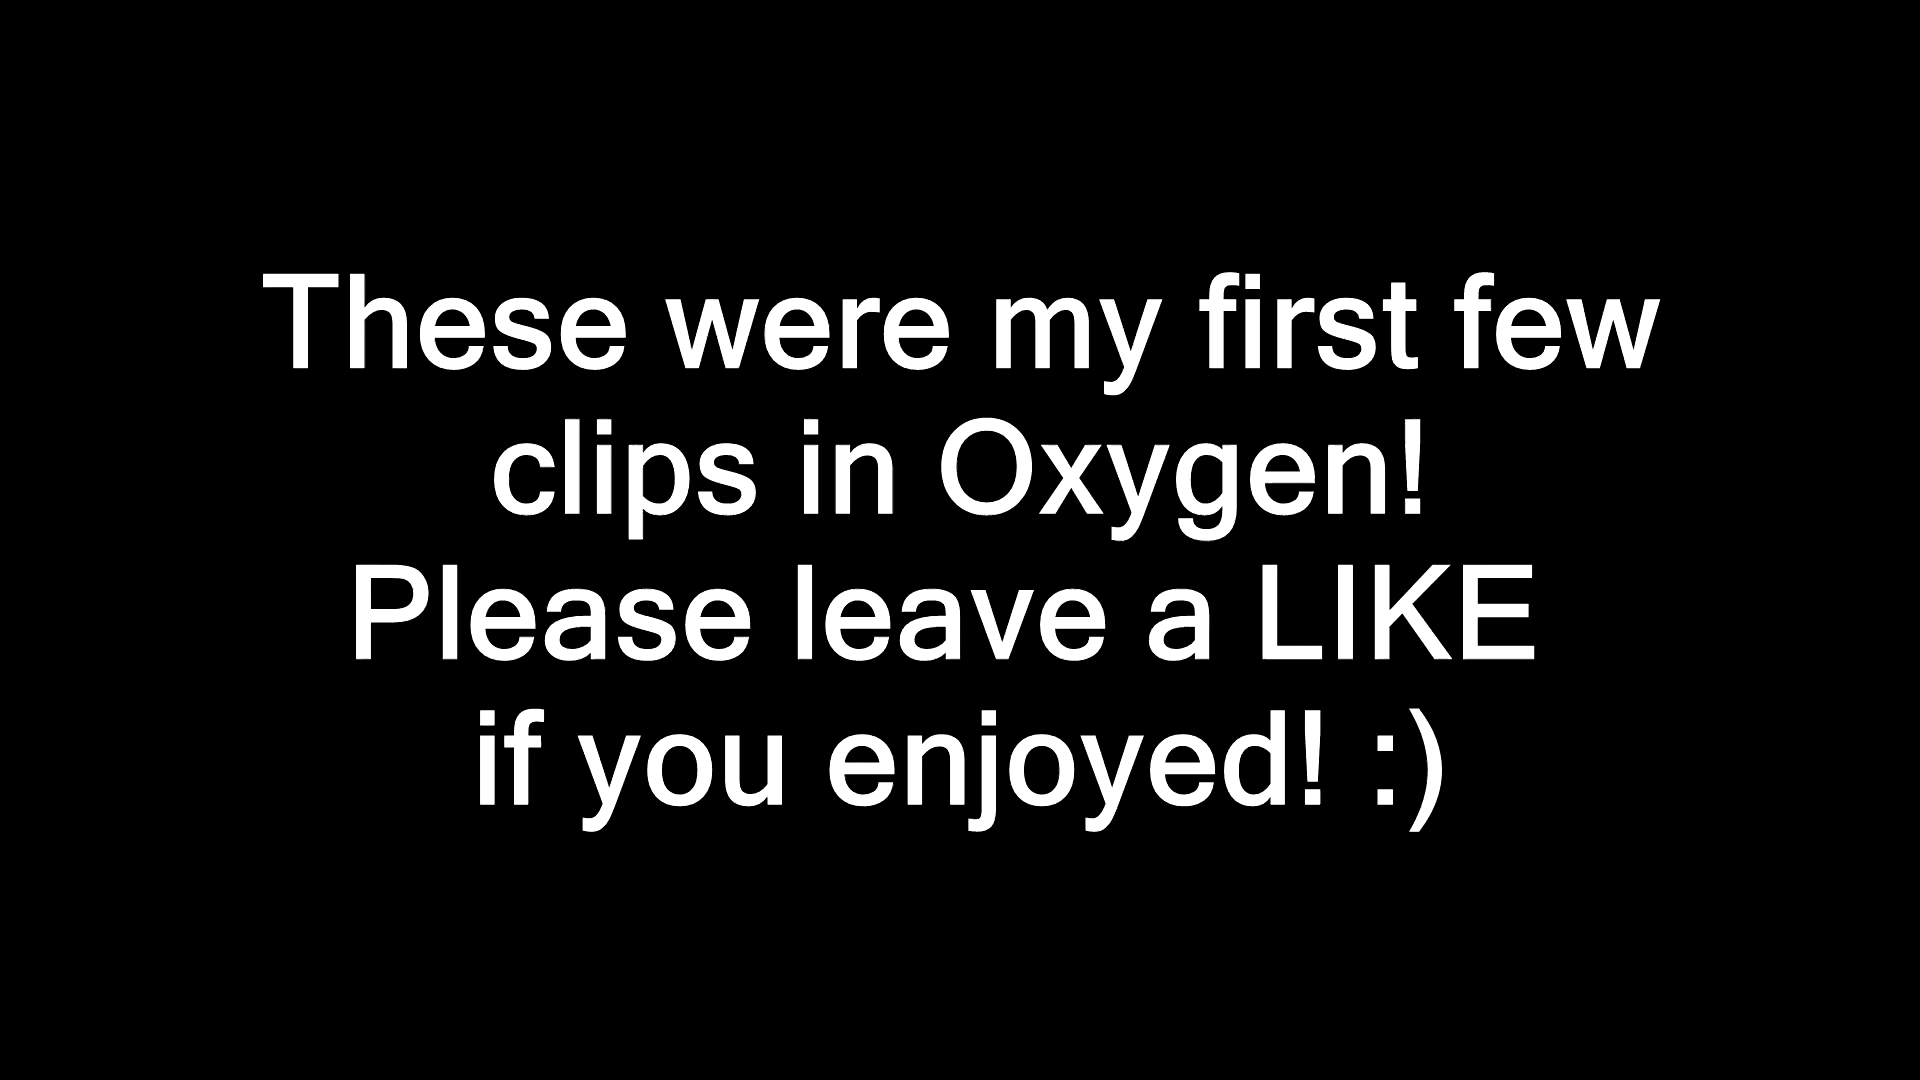 These were my first few
clips in Oxygen!
Please leave a LIKE
if you enjoyed! :)